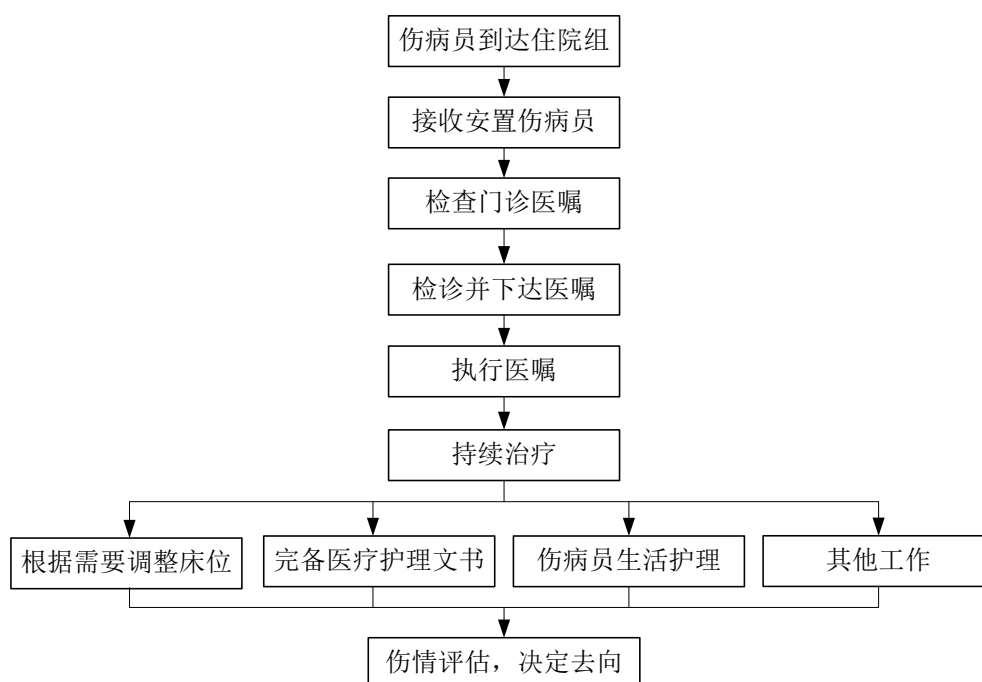 伤病员到达住院组
接收安置伤病员
检查门诊医嘱
检诊并下达医嘱
执行医嘱
持续治疗
根据需要调整床位
完备医疗护理文书
伤病员生活护理
其他工作
伤情评估，决定去向